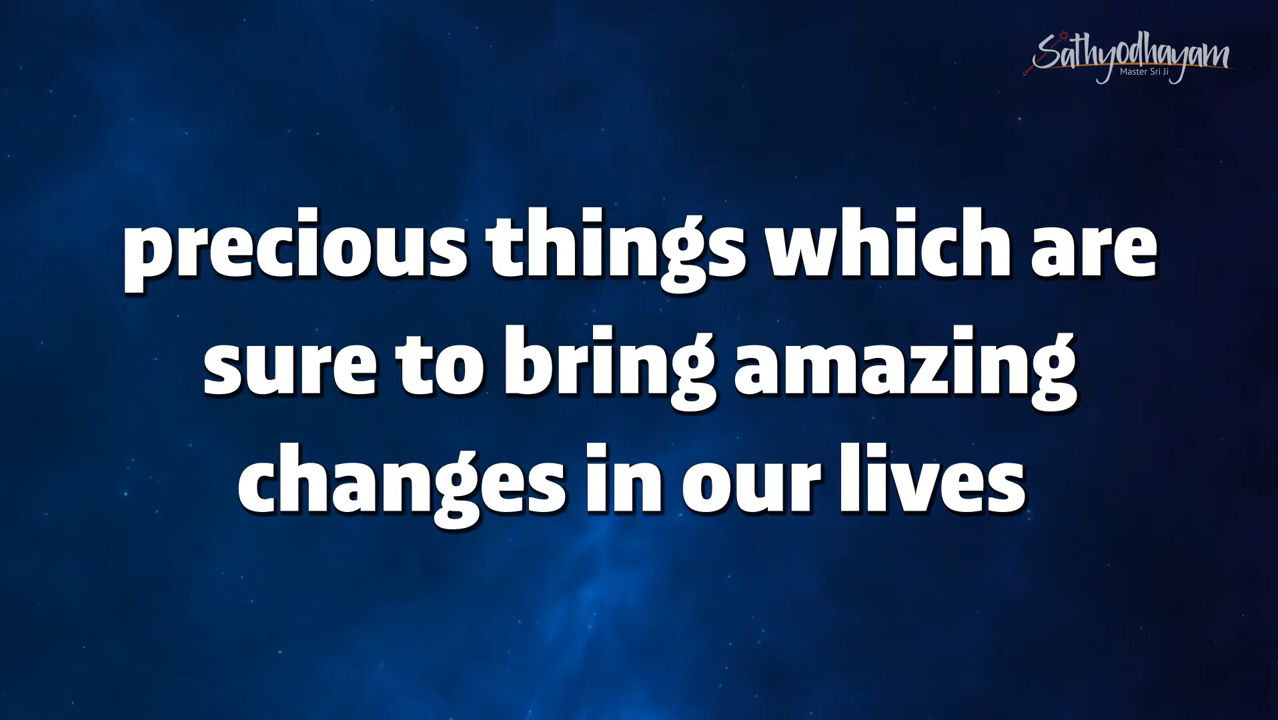 Sathyodhayam
Master Sri Ji
precious things which are
sure to bring amazing
changes in our lives